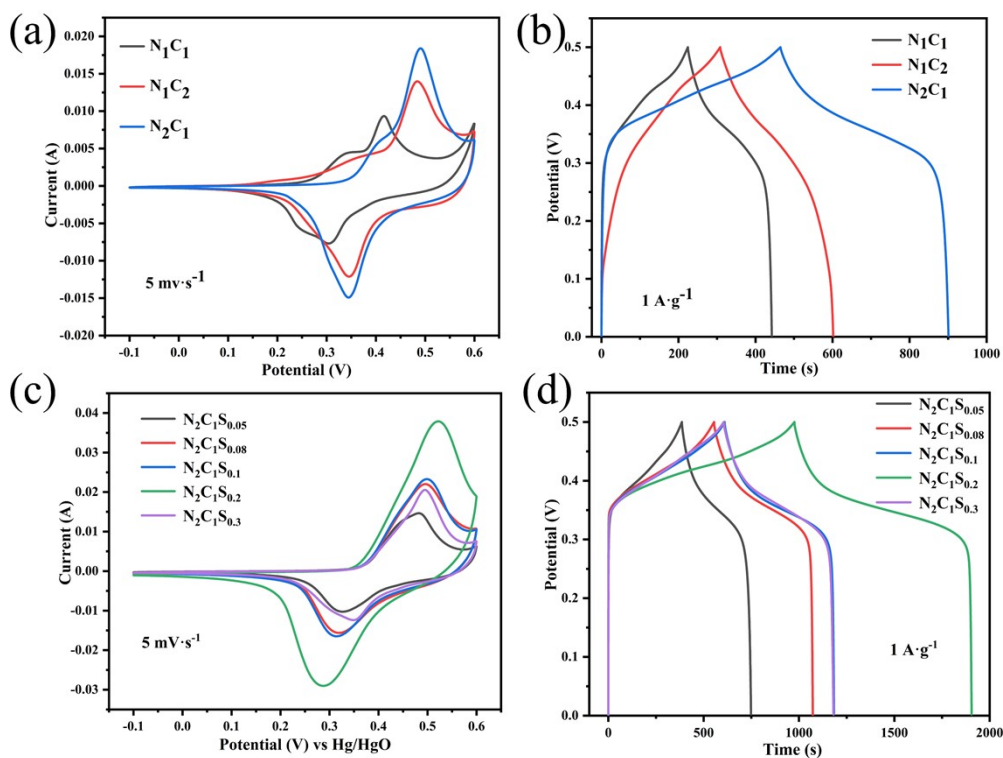 (a)
N₁C₁
N₁C₂
N₂C₁
5 mv·s⁻¹
Current (A)
0.020
0.015
0.010
0.005
0.000
-0.005
-0.010
-0.015
-0.020
-0.1 0.0 0.1 0.2 0.3 0.4 0.5 0.6
Potential (V)
(b)
N₁C₁
N₁C₂
N₂C₁
1 A·g⁻¹
Potential (V)
0.5
0.4
0.3
0.2
0.1
0.0
0 200 400 600 800 1000
Time (s)
(c)
N₂C₁S₀.₀₅
N₂C₁S₀.₀₈
N₂C₁S₀.₁
N₂C₁S₀.₂
N₂C₁S₀.₃
5 mV·s⁻¹
Current (A)
0.04
0.03
0.02
0.01
0.00
-0.01
-0.02
-0.03
-0.1 0.0 0.1 0.2 0.3 0.4 0.5 0.6
Potential (V) vs Hg/HgO
(d)
N₂C₁S₀.₀₅
N₂C₁S₀.₀₈
N₂C₁S₀.₁
N₂C₁S₀.₂
N₂C₁S₀.₃
1 A·g⁻¹
Potential (V)
0.5
0.4
0.3
0.2
0.1
0.0
0 500 1000 1500 2000
Time (s)